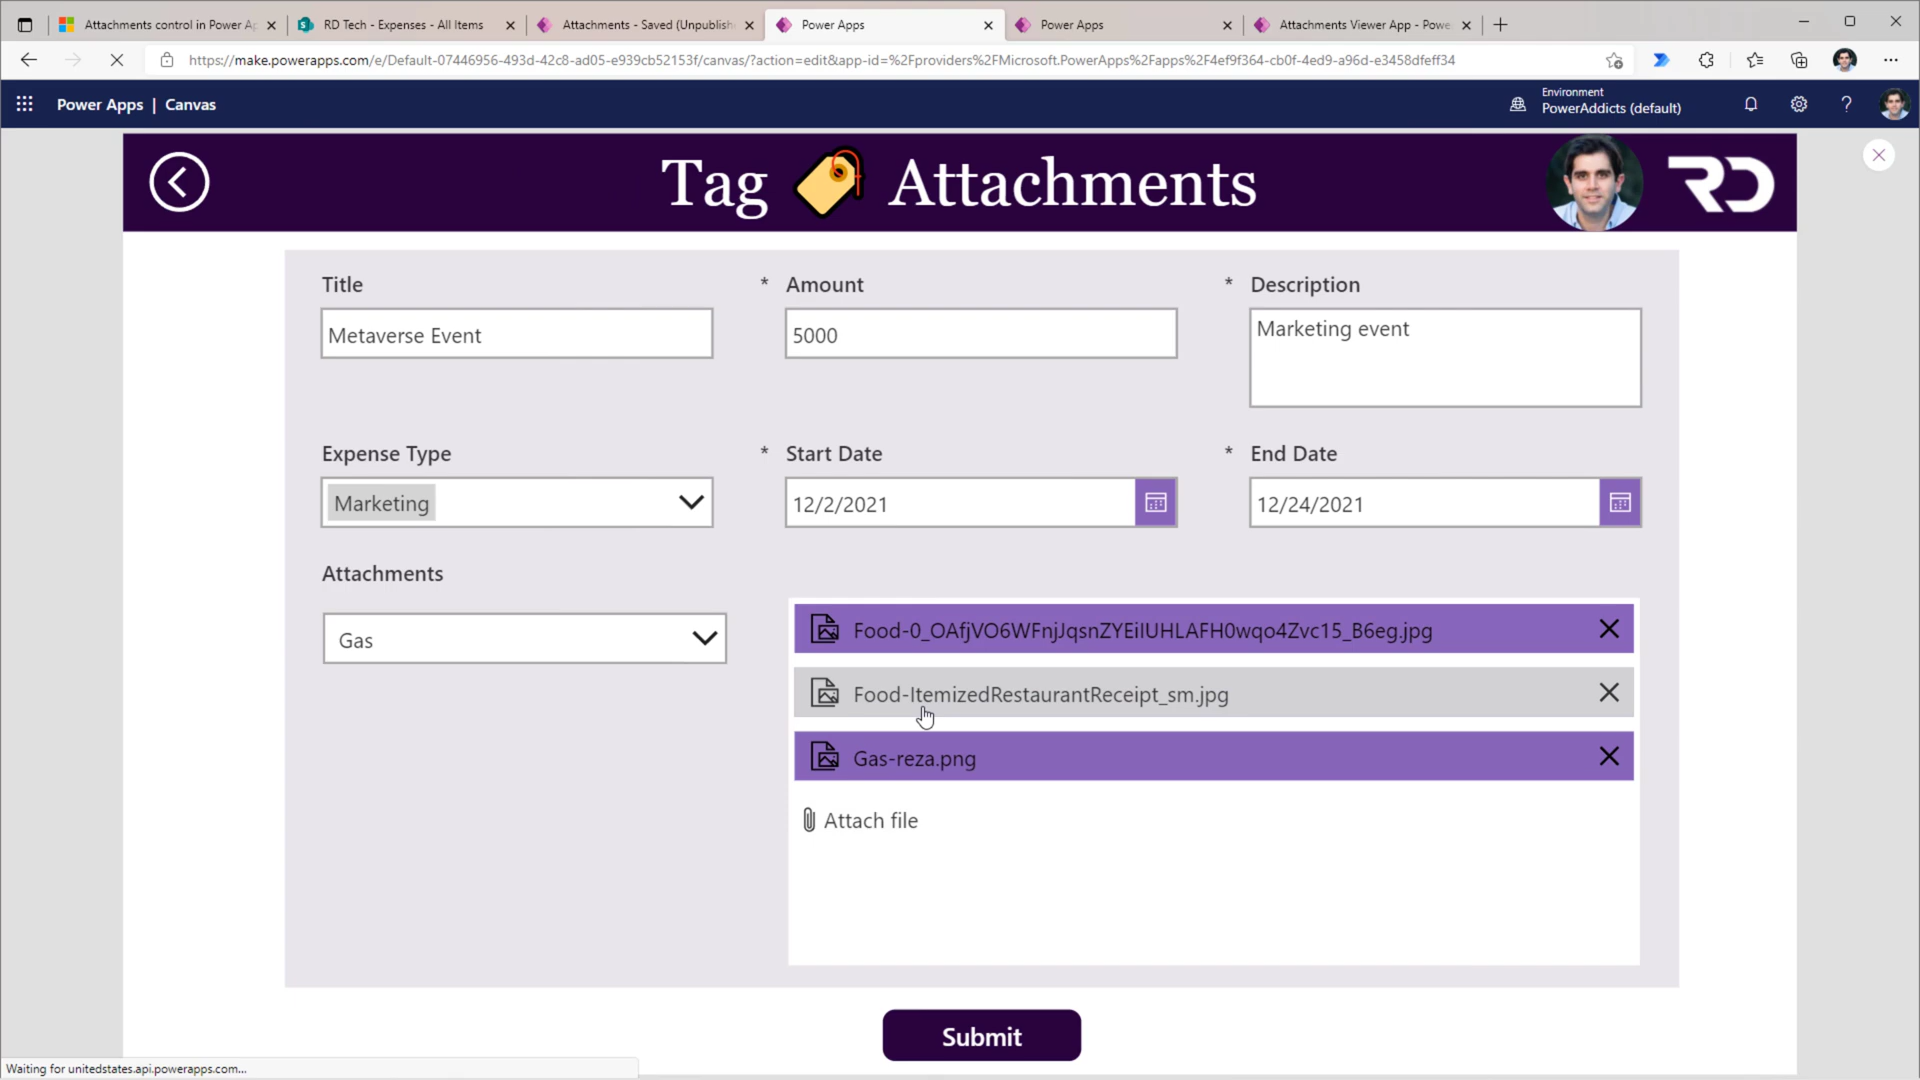 Attachments control in Power Ap
RD Tech - Expenses - All Items
Attachments - Saved (Unpublish
Power Apps
Power Apps
Attachments Viewer App - Powe
https://make.powerapps.com/e/Default-07446956-493d-42c8-ad05-e939cb52153f/canvas/?action=edit&app-id=%2Fproviders%2FMicrosoft.PowerApps%2Fapps%2F4ef9f364-cb0f-4ed9-a96d-e3458dfeff34
Power Apps | Canvas
Environment
PowerAddicts (default)
Tag Attachments
RD
Title
* Amount
* Description
Metaverse Event
5000
Marketing event
Expense Type
* Start Date
* End Date
Marketing
12/2/2021
12/24/2021
Attachments
Gas
Food-0_OAfjVO6WFnjJqsnZYEilUHLAFH0wqo4Zvc15_B6eg.jpg
Food-ItemizedRestaurantReceipt_sm.jpg
Gas-reza.png
Attach file
Submit
Waiting for unitedstates.api.powerapps.com...